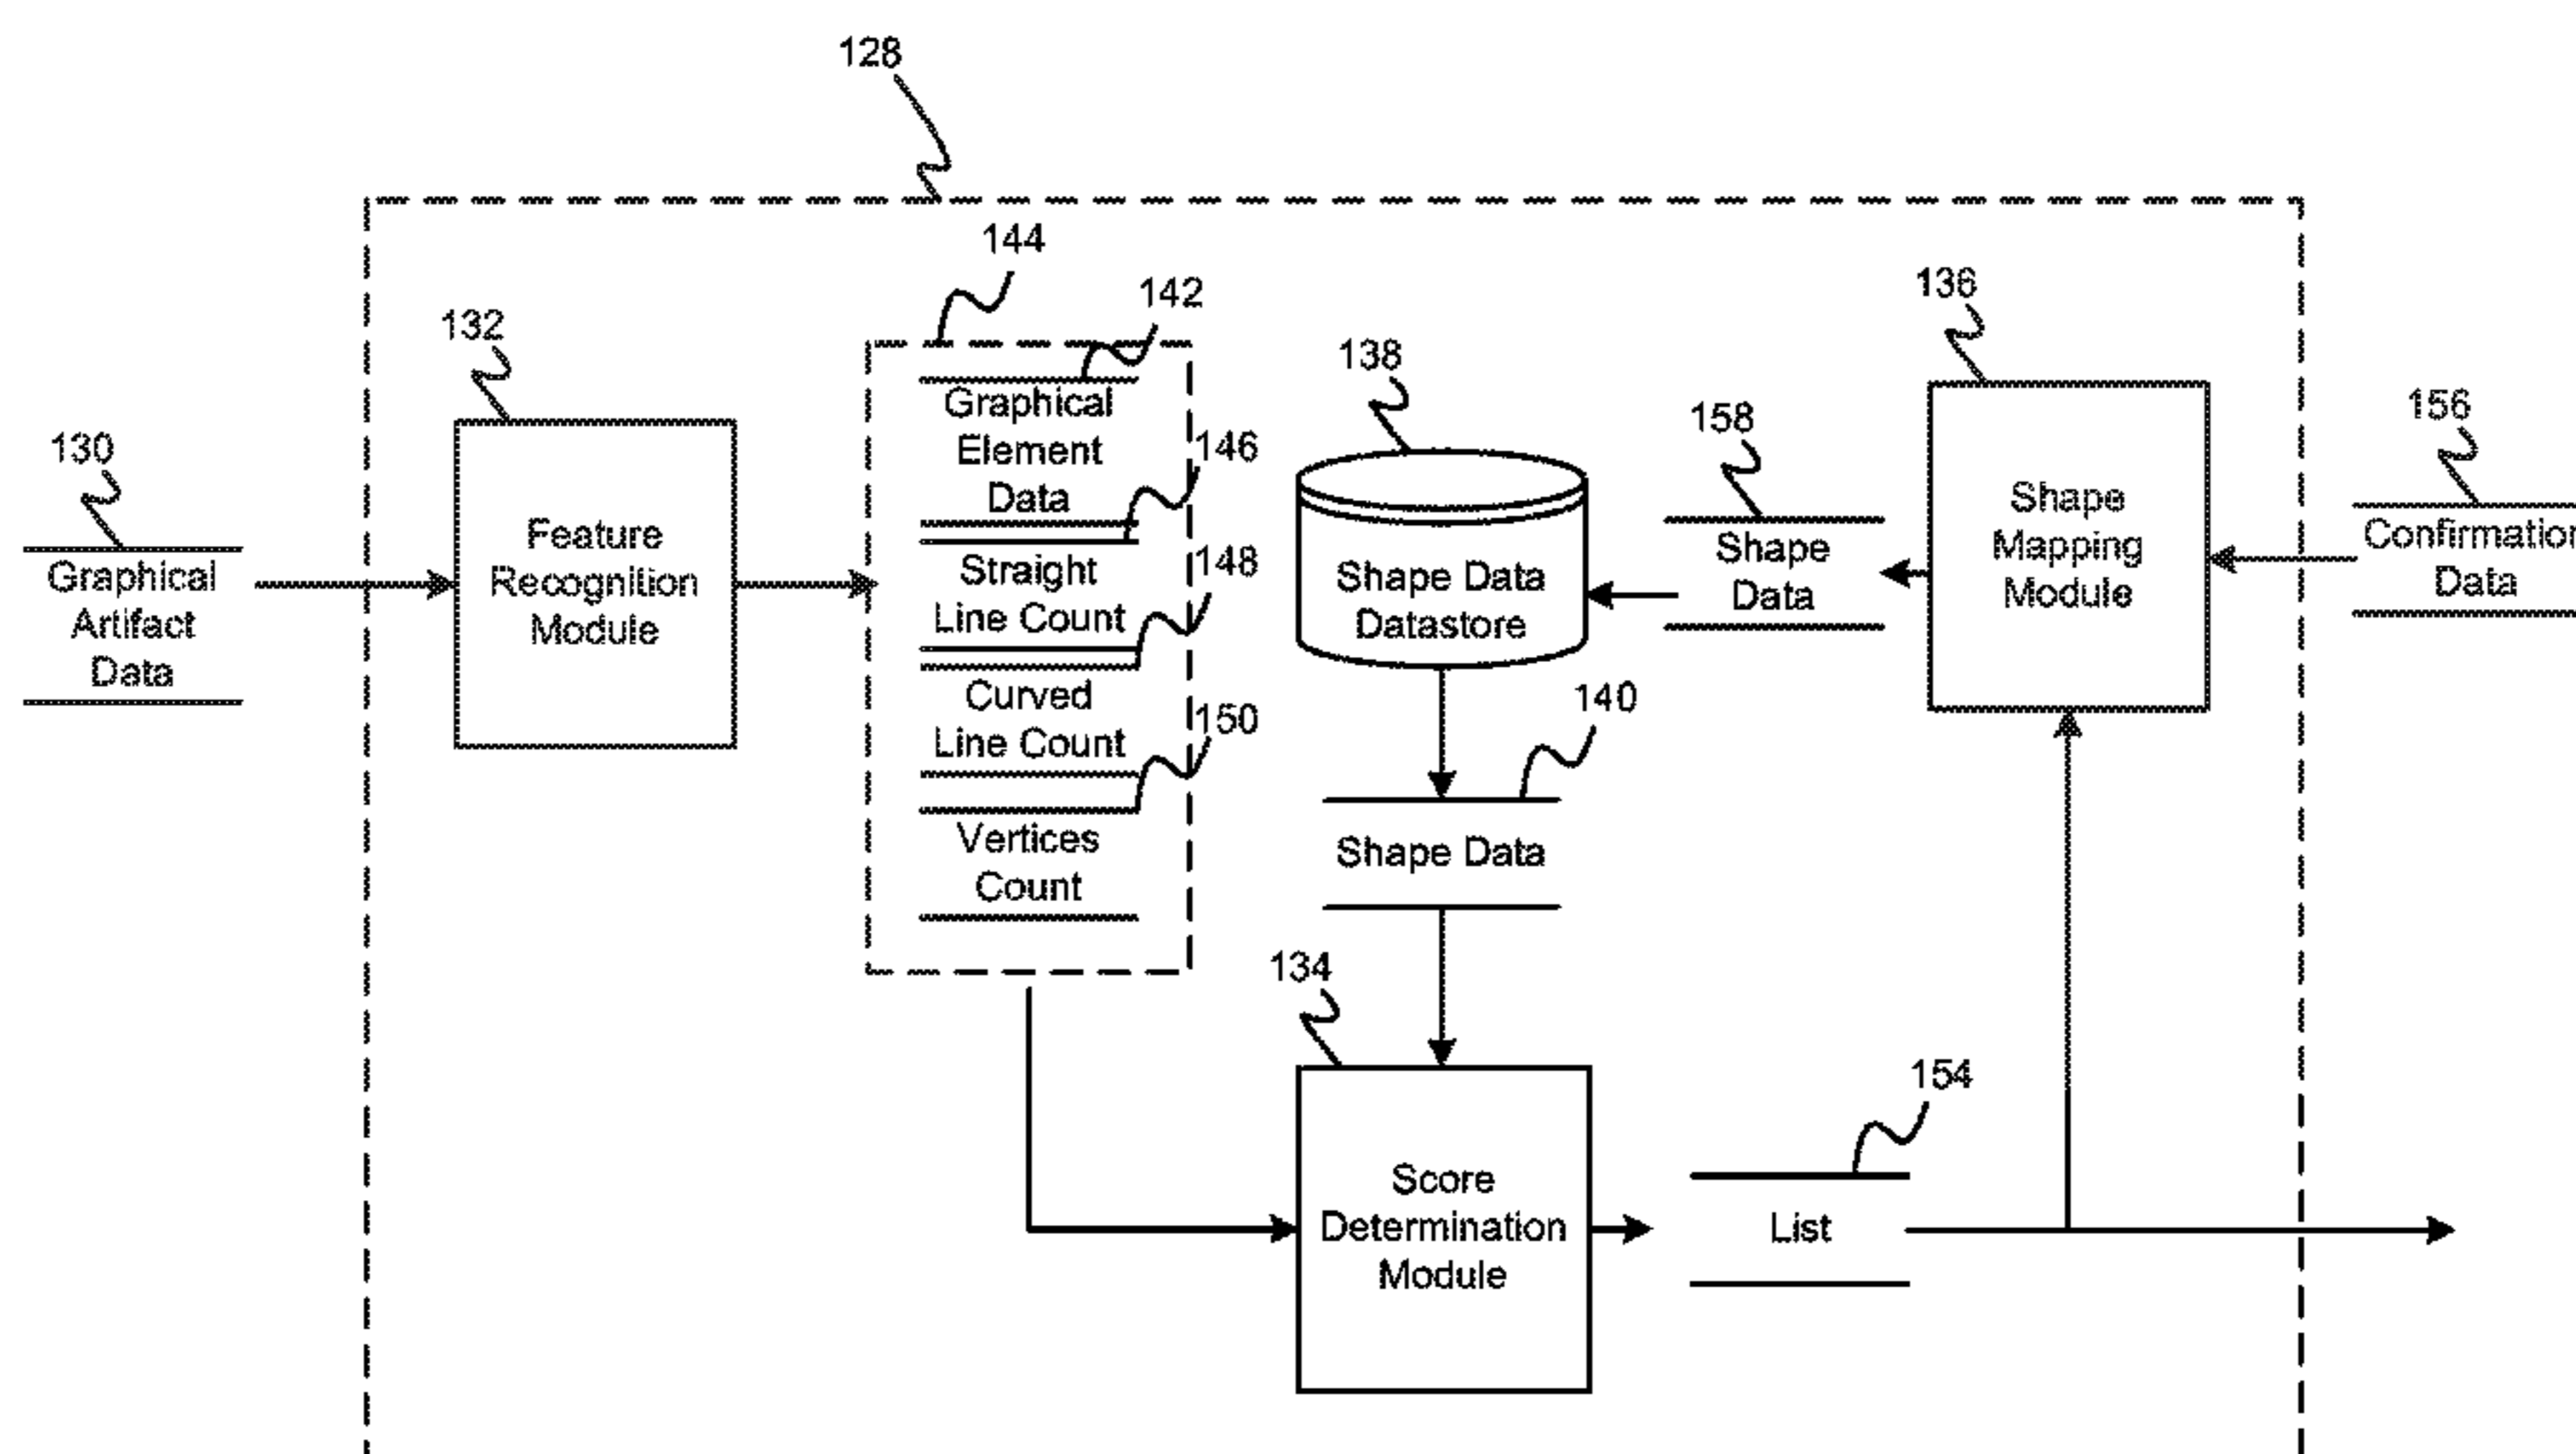 128
144
142
132
136
138
146
158
156
130
Graphical
Element
Data
Feature
Recognition
Module
Graphical
Artifact
Data
Straight
Line Count
148
Shape Data
Datastore
Shape
Data
Shape
Mapping
Module
Confirmation
Data
Curved
Line Count
150
140
Vertices
Count
Shape Data
134
154
Score
Determination
Module
List